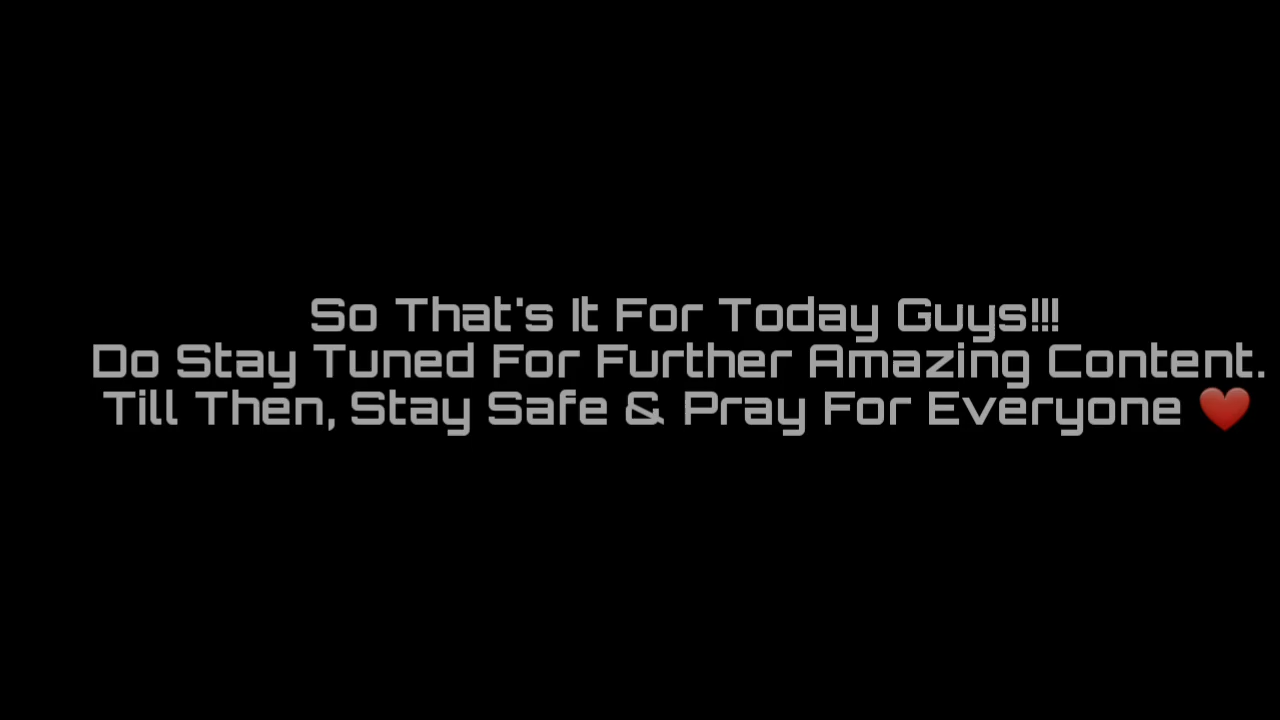 So That's It For Today Guys!!!
Do Stay Tuned For Further Amazing Content.
Till Then, Stay Safe & Pray For Everyone ❤️